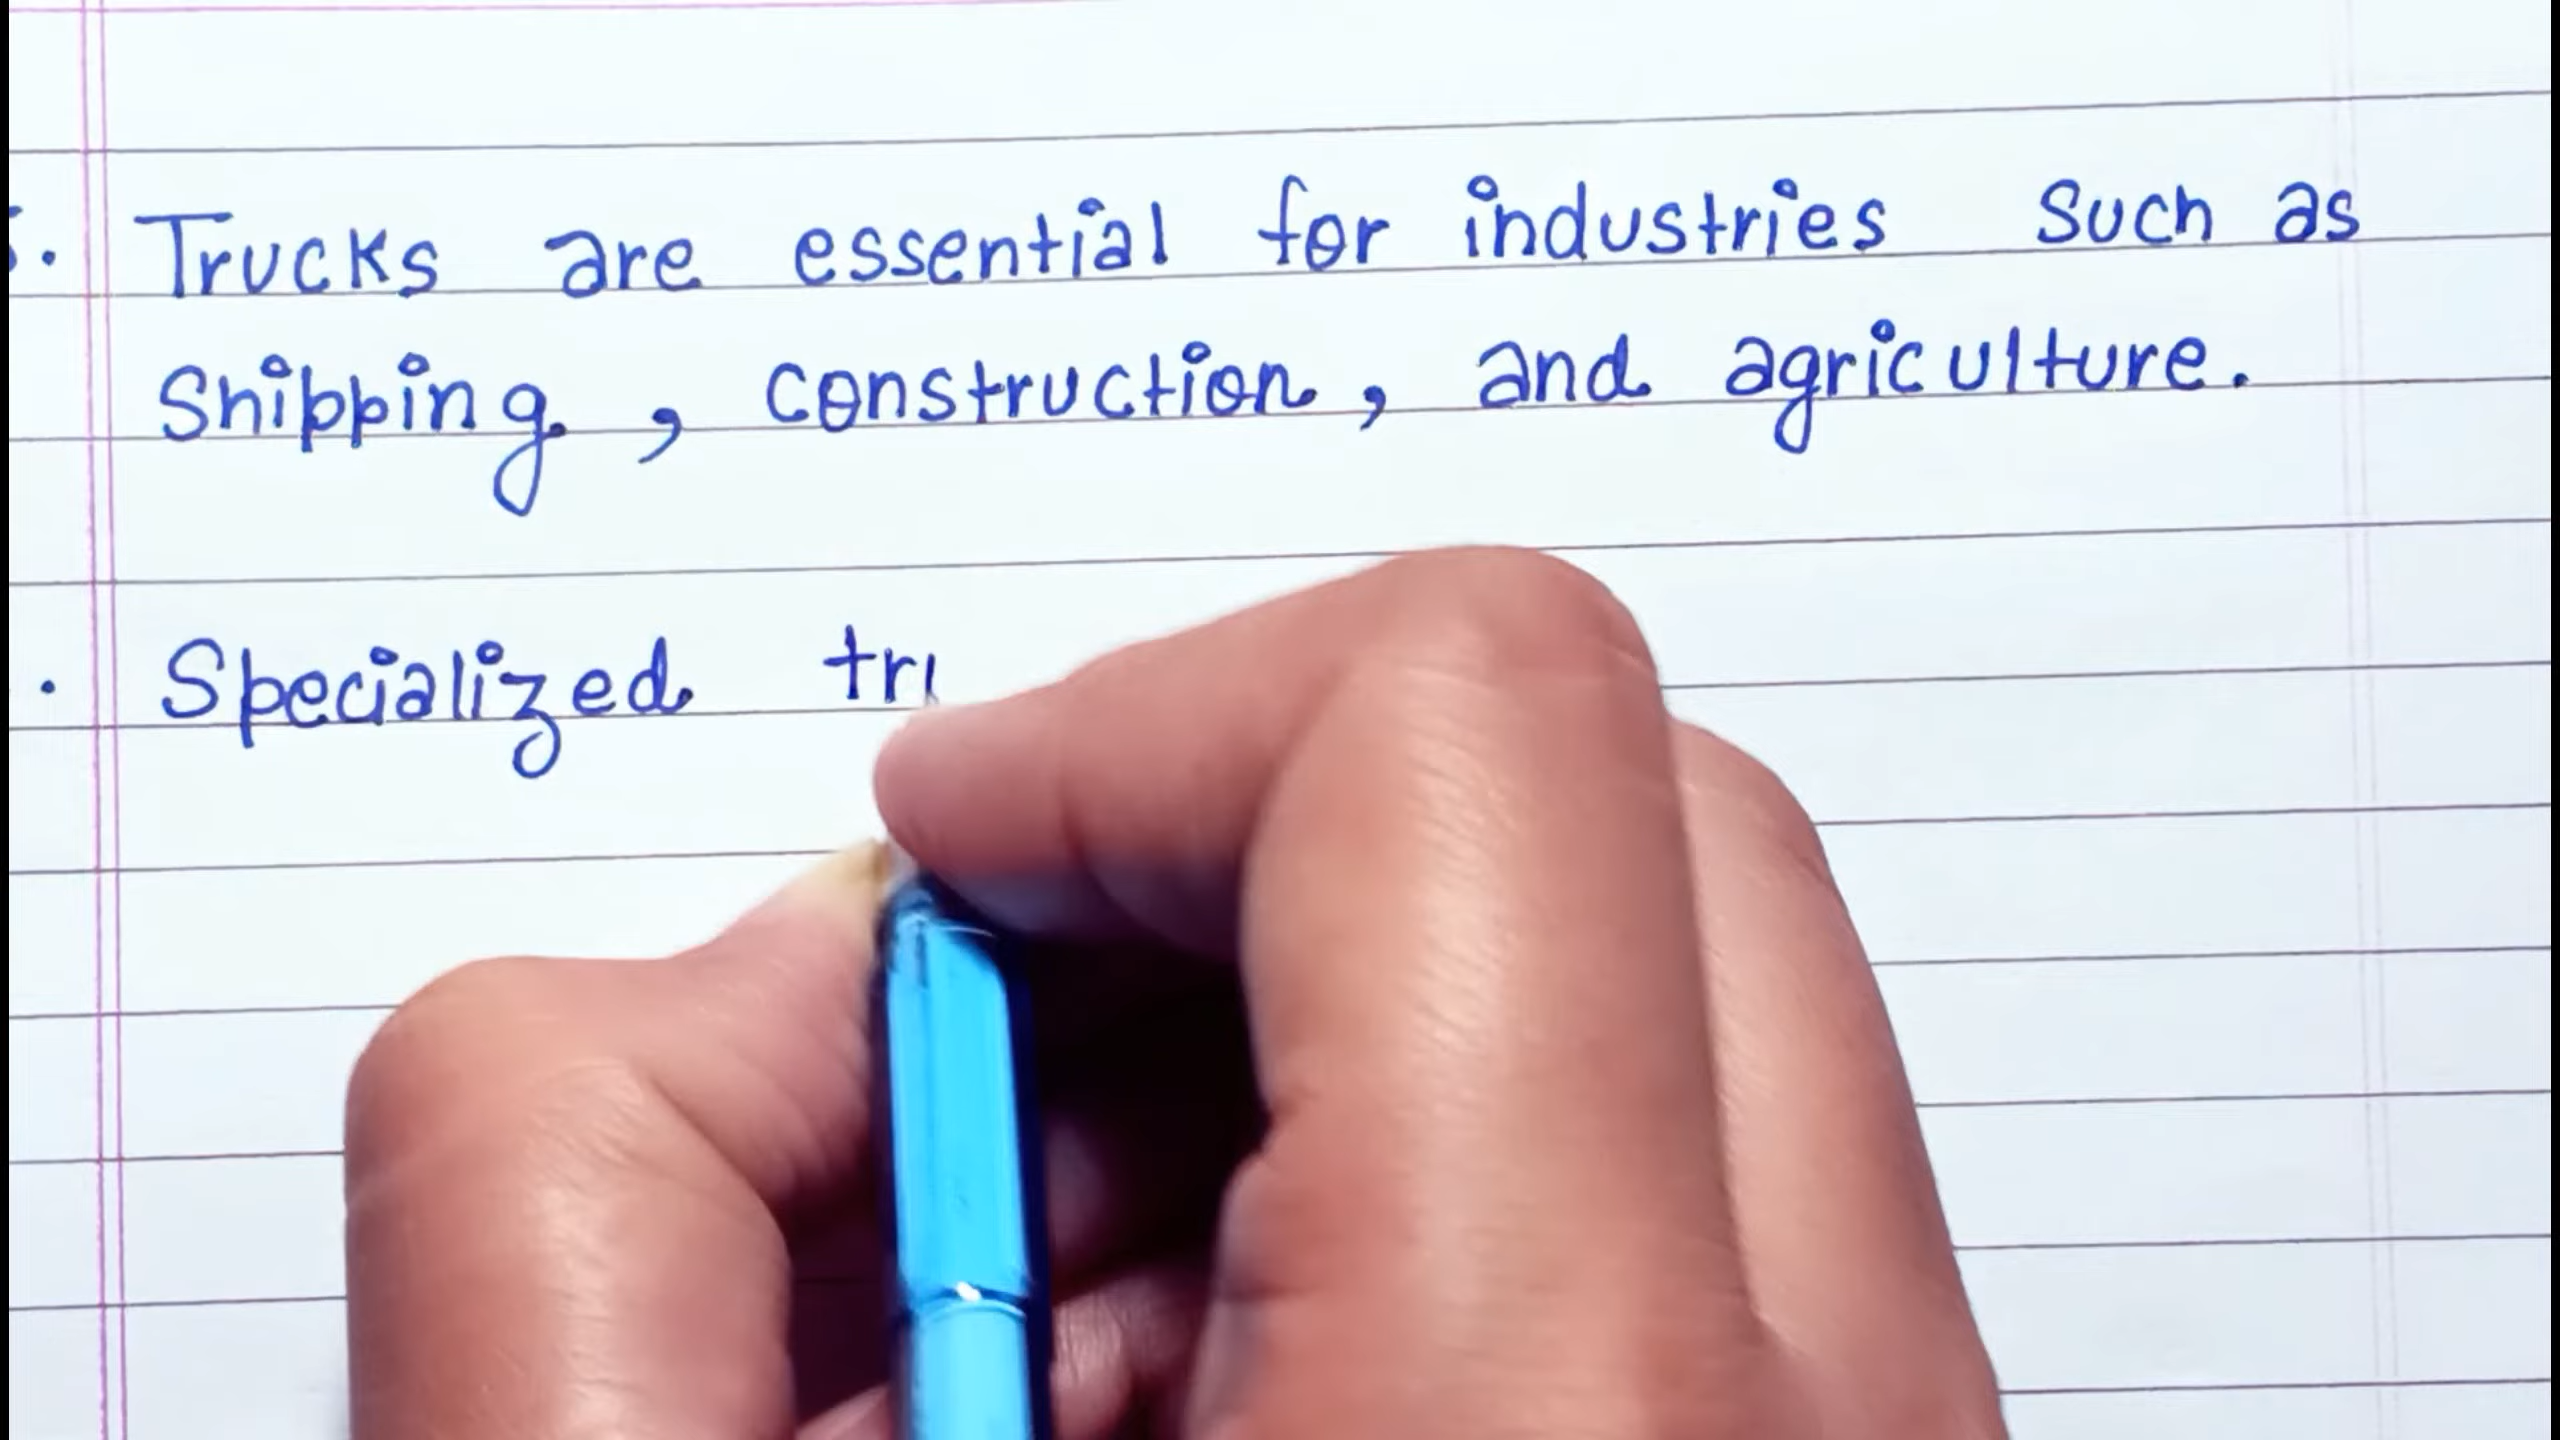 . Trucks are essential for industries such as
Shipping, construction, and agriculture.
. Specialized